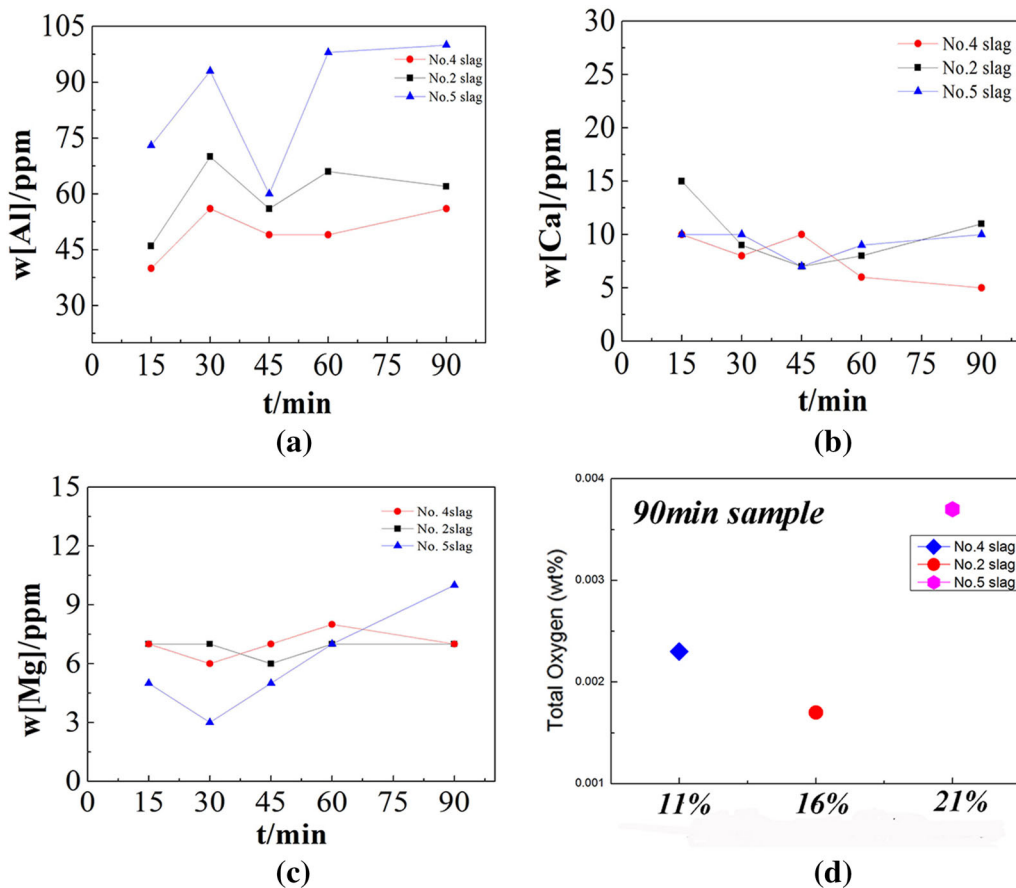 105
90
75
60
45
30
w[Al]/ppm
No.4 slag
No.2 slag
No.5 slag
0 15 30 45 60 75 90
t/min
(a)
30
25
20
15
10
5
0
w[Ca]/ppm
No.4 slag
No.2 slag
No.5 slag
0 15 30 45 60 75 90
t/min
(b)
15
12
9
6
3
0
w[Mg]/ppm
No. 4slag
No. 2slag
No. 5slag
0 15 30 45 60 75 90
t/min
(c)
0.004
0.003
0.002
0.001
Total Oxygen (wt%)
90min sample
No.4 slag
No.2 slag
No.5 slag
11% 16% 21%
(d)